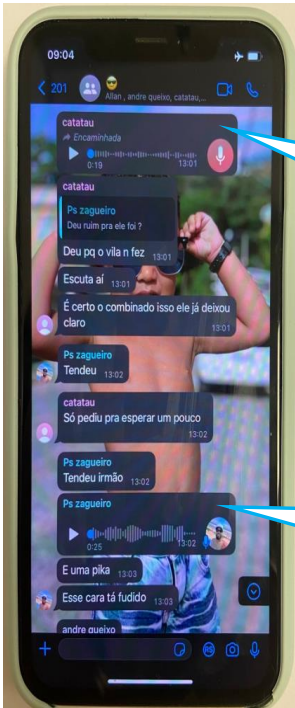 09:04
201
Allan , andre queixo, catatau,...
catatau
Encaminhada
0:19
13:01
catatau
Ps zagueiro
Deu ruim pra ele foi ?
Deu pq o vila n fez 13:01
Escuta aí 13:01
É certo o combinado isso ele já deixou
claro
13:01
Ps zagueiro
Tendeu 13:02
catatau
Só pediu pra esperar um pouco
13:02
Ps zagueiro
Tendeu irmão 13:02
Ps zagueiro
0:25
13:02
E uma pika 13:03
Esse cara tá fudido 13:03
andre queixo